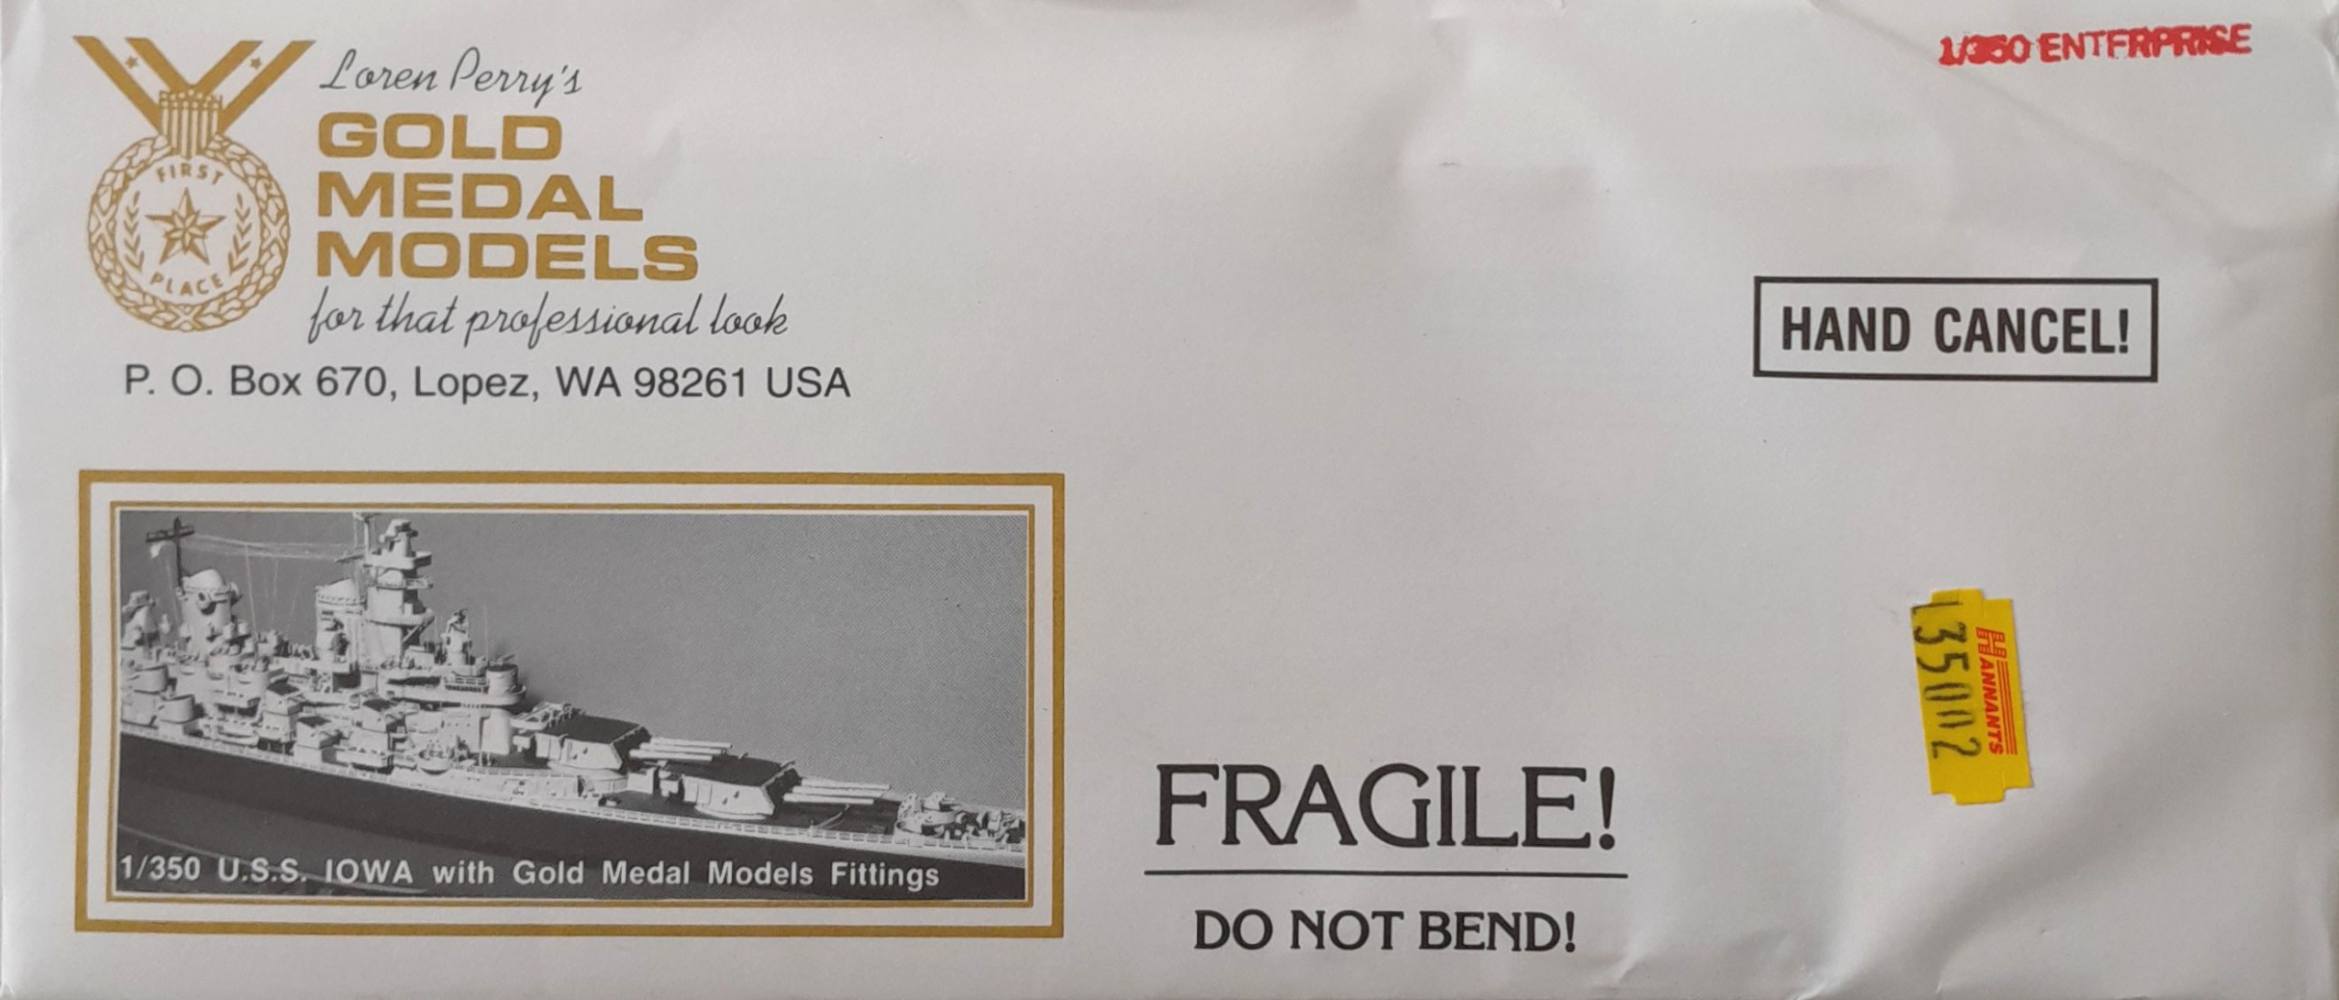 Loren Perry's
GOLD
MEDAL
MODELS
for that professional look
FIRST
PLACE
P. O. Box 670, Lopez, WA 98261 USA
1/350 ENTERPRISE
HAND CANCEL!
1/350 U.S.S. IOWA with Gold Medal Models Fittings
HANNANTS
L35002
FRAGILE!
DO NOT BEND!